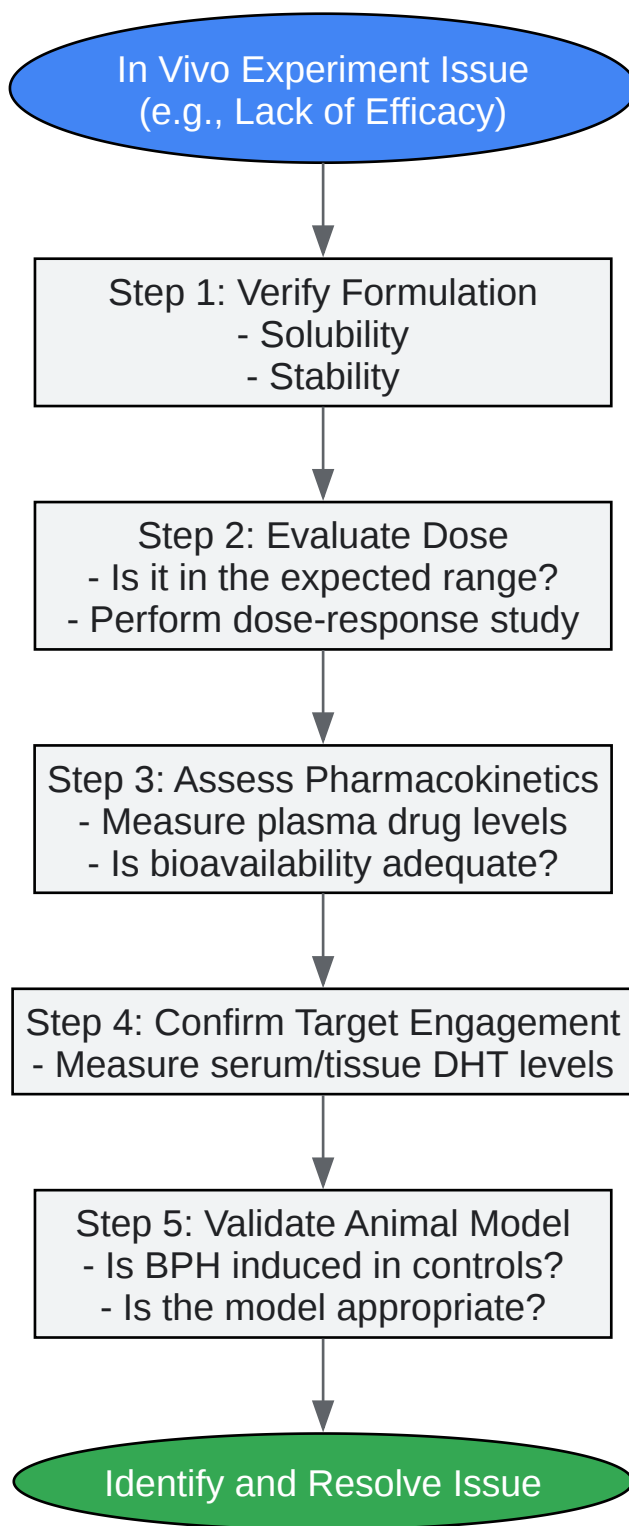 In Vivo Experiment Issue
(e.g., Lack of Efficacy)
Step 1: Verify Formulation
- Solubility
- Stability
Step 2: Evaluate Dose
- Is it in the expected range?
- Perform dose-response study
Step 3: Assess Pharmacokinetics
- Measure plasma drug levels
- Is bioavailability adequate?
Step 4: Confirm Target Engagement
- Measure serum/tissue DHT levels
Step 5: Validate Animal Model
- Is BPH induced in controls?
- Is the model appropriate?
Identify and Resolve Issue